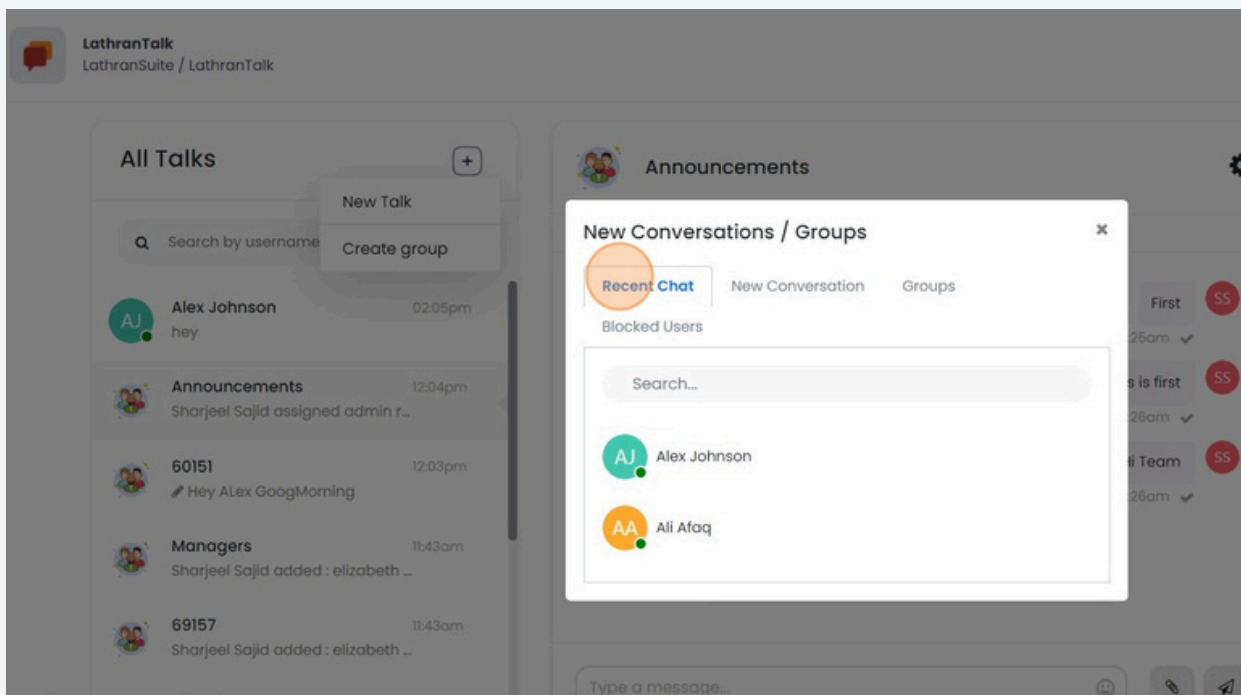 LathranTalk
LathranSuite / LathranTalk
All Talks
+
New Talk
Create group
Search by username
AJ
Alex Johnson
02:05pm
hey
Announcements
12:04pm
Sharjeel Sajid assigned admin r...
60151
12:03pm
Hey ALex GoogMorning
Managers
11:43am
Sharjeel Sajid added : elizabeth ...
69157
11:43am
Sharjeel Sajid added : elizabeth ...
Announcements
New Conversations / Groups
×
Recent Chat
New Conversation
Groups
Blocked Users
Search...
AJ
Alex Johnson
AA
Ali Afaq
First
SS
:25am
s is first
SS
:26am
Hi Team
SS
:26am
Type a message...